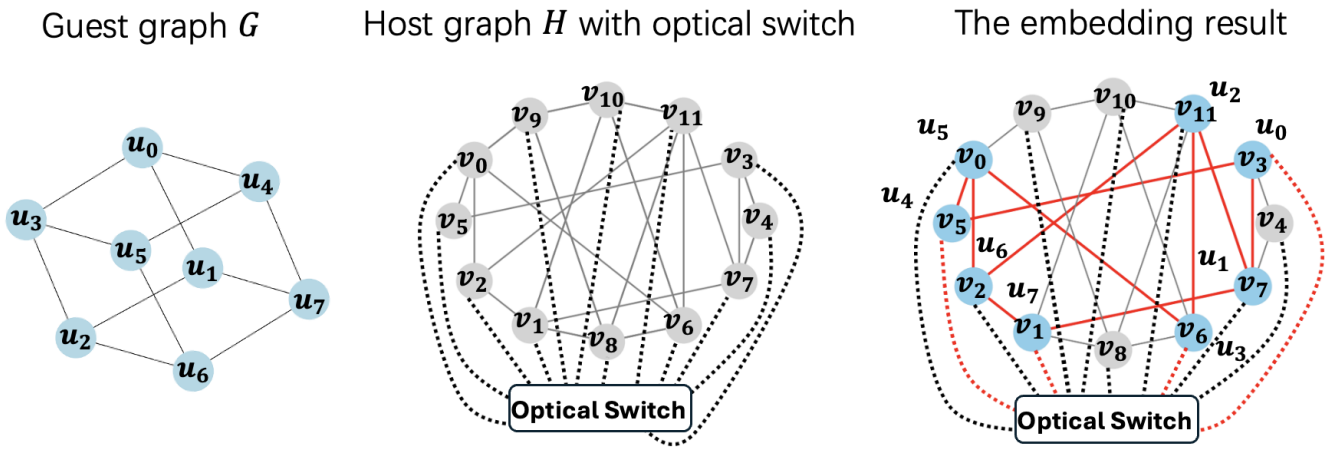 Guest graph G
Host graph H with optical switch
The embedding result
u₀
u₄
u₃
u₅
u₁
u₇
u₂
u₆
v₁₀
v₉
v₁₁
v₀
v₃
v₅
v₄
v₂
v₇
v₁
v₆
v₈
Optical Switch
u₂
v₁₀
v₉
v₁₁
u₅
u₀
v₀
v₃
u₄
v₅
v₄
u₆
u₁
v₂
u₇
v₇
v₁
v₆
v₈
u₃
Optical Switch